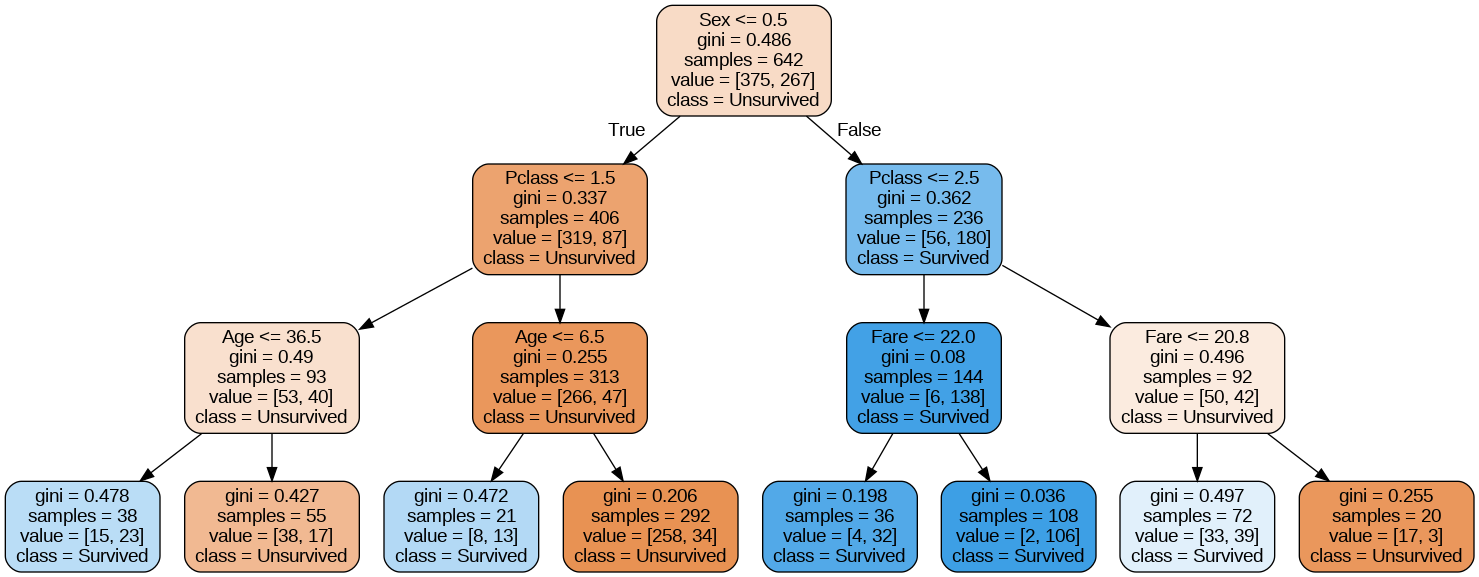 Sex <= 0.5
gini = 0.486
samples = 642
value = [375, 267]
class = Unsurvived
True
False
Pclass <= 1.5
gini = 0.337
samples = 406
value = [319, 87]
class = Unsurvived
Pclass <= 2.5
gini = 0.362
samples = 236
value = [56, 180]
class = Survived
Age <= 36.5
gini = 0.49
samples = 93
value = [53, 40]
class = Unsurvived
Age <= 6.5
gini = 0.255
samples = 313
value = [266, 47]
class = Unsurvived
Fare <= 22.0
gini = 0.08
samples = 144
value = [6, 138]
class = Survived
Fare <= 20.8
gini = 0.496
samples = 92
value = [50, 42]
class = Unsurvived
gini = 0.478
samples = 38
value = [15, 23]
class = Survived
gini = 0.427
samples = 55
value = [38, 17]
class = Unsurvived
gini = 0.472
samples = 21
value = [8, 13]
class = Survived
gini = 0.206
samples = 292
value = [258, 34]
class = Unsurvived
gini = 0.198
samples = 36
value = [4, 32]
class = Survived
gini = 0.036
samples = 108
value = [2, 106]
class = Survived
gini = 0.497
samples = 72
value = [33, 39]
class = Survived
gini = 0.255
samples = 20
value = [17, 3]
class = Unsurvived